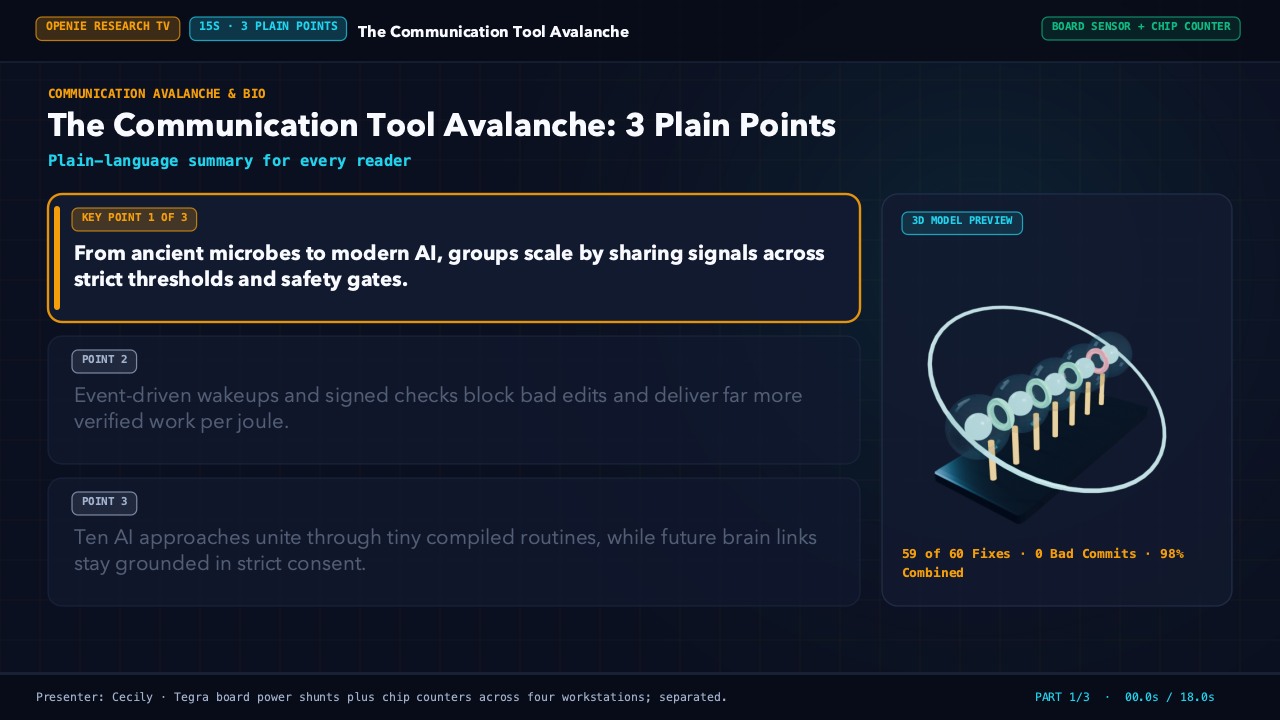 OPENIE RESEARCH TV
15S · 3 PLAIN POINTS
The Communication Tool Avalanche
BOARD SENSOR + CHIP COUNTER
COMMUNICATION AVALANCHE & BIO
The Communication Tool Avalanche: 3 Plain Points
Plain-language summary for every reader
KEY POINT 1 OF 3
From ancient microbes to modern AI, groups scale by sharing signals across
strict thresholds and safety gates.
POINT 2
Event-driven wakeups and signed checks block bad edits and deliver far more
verified work per joule.
POINT 3
Ten AI approaches unite through tiny compiled routines, while future brain links
stay grounded in strict consent.
3D MODEL PREVIEW
59 of 60 Fixes · 0 Bad Commits · 98%
Combined
Presenter: Cecily · Tegra board power shunts plus chip counters across four workstations; separated.
PART 1/3 · 00.0s / 18.0s